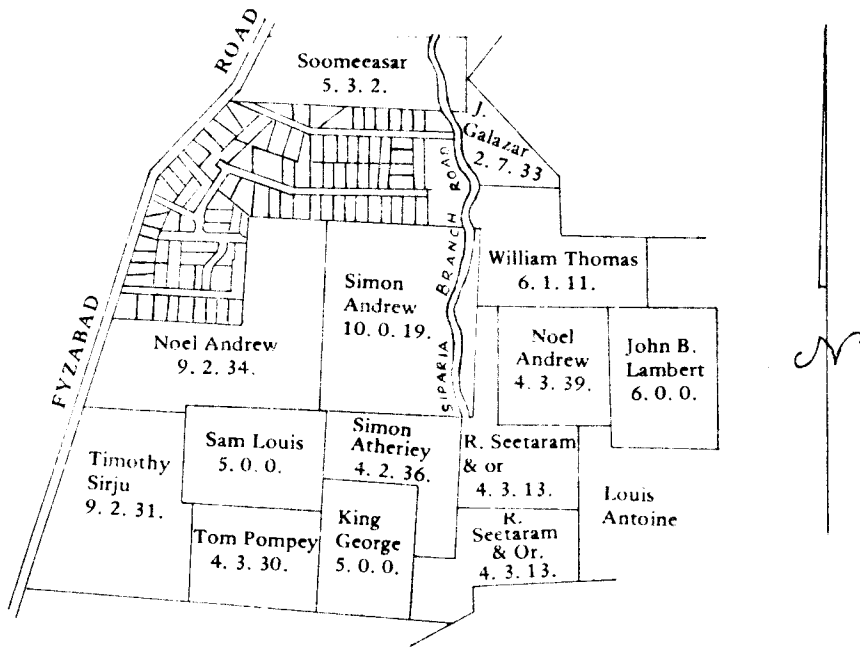 ROAD
FYZABAD
Soomeeasar
5. 3. 2.
J.
Galazar
2. 7. 33
SIPARIA BRANCH ROAD
William Thomas
6. 1. 11.
Simon
Andrew
10. 0. 19.
Noel Andrew
9. 2. 34.
Noel
Andrew
4. 3. 39.
John B.
Lambert
6. 0. 0.
Timothy
Sirju
9. 2. 31.
Sam Louis
5. 0. 0.
Simon
Atheriey
4. 2. 36.
R. Seetaram
& or
4. 3. 13.
Louis
Antoine
Tom Pompey
4. 3. 30.
King
George
5. 0. 0.
R.
Seetaram
& Or.
4. 3. 13.
N